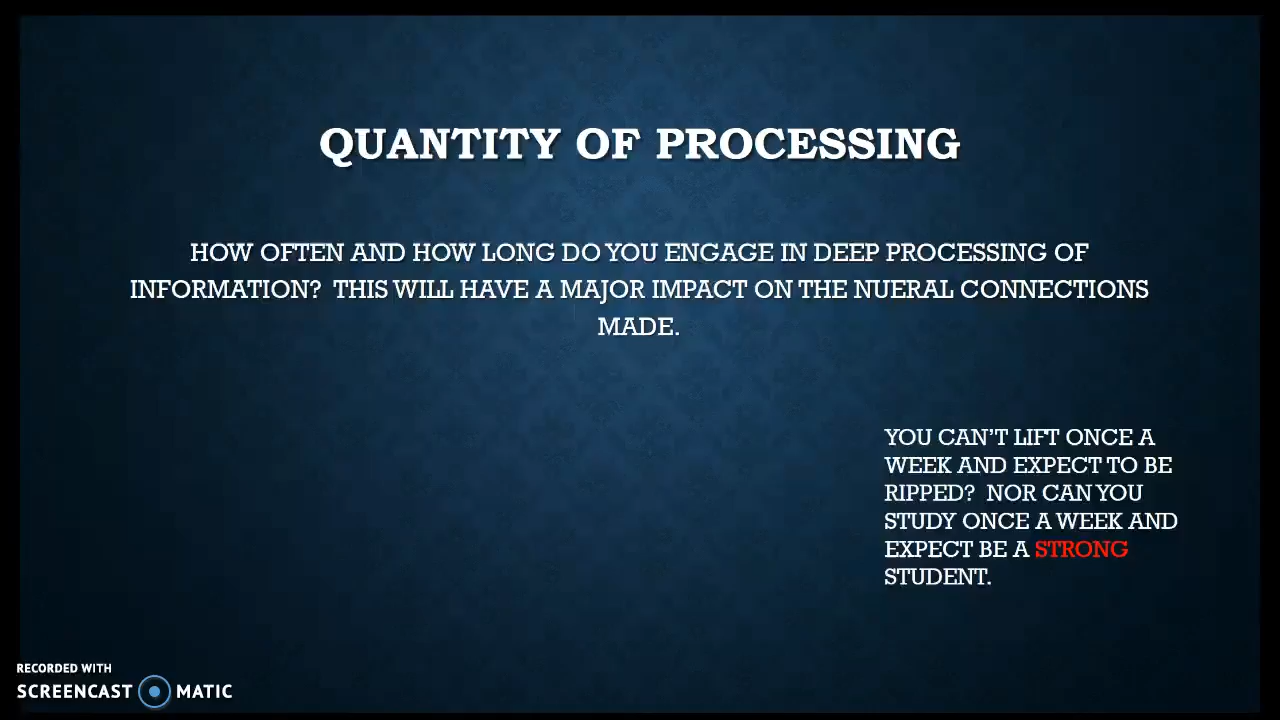 QUANTITY OF PROCESSING
HOW OFTEN AND HOW LONG DO YOU ENGAGE IN DEEP PROCESSING OF
INFORMATION? THIS WILL HAVE A MAJOR IMPACT ON THE NUERAL CONNECTIONS
MADE.
YOU CAN'T LIFT ONCE A
WEEK AND EXPECT TO BE
RIPPED? NOR CAN YOU
STUDY ONCE A WEEK AND
EXPECT BE A STRONG
STUDENT.
RECORDED WITH
SCREENCAST MATIC